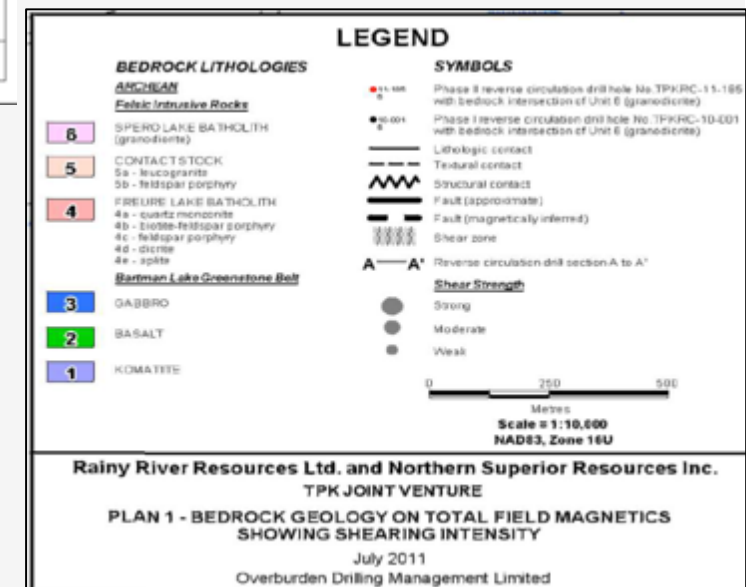 LEGEND
BEDROCK LITHOLOGIES
ARCHEAN
Felsic Intrusive Rocks
6 SPERO LAKE BATHOLITH
(granodiorite)
5 CONTACT STOCK
5a - leucogranite
5b - feldspar porphyry
4 FREURE LAKE BATHOLITH
4a - quartz monzonite
4b - biotite-feldspar porphyry
4c - feldspar porphyry
4d - diorite
4e - aplite
Bartman Lake Greenstone Belt
3 GABBRO
2 BASALT
1 KOMATIITE
SYMBOLS
11-185
6
Phase II reverse circulation drill hole No. TPKRC-11-185
with bedrock intersection of Unit 6 (granodiorite)
10-001
6
Phase I reverse circulation drill hole No. TPKRC-10-001
with bedrock intersection of Unit 6 (granodiorite)
Lithologic contact
Textural contact
Structural contact
Fault (approximate)
Fault (magnetically inferred)
Shear zone
A A' Reverse circulation drill section A to A'
Shear Strength
Strong
Moderate
Weak
0 250 500
Metres
Scale = 1:10,000
NAD83, Zone 16U
Rainy River Resources Ltd. and Northern Superior Resources Inc.
TPK JOINT VENTURE
PLAN 1 - BEDROCK GEOLOGY ON TOTAL FIELD MAGNETICS
SHOWING SHEARING INTENSITY
July 2011
Overburden Drilling Management Limited